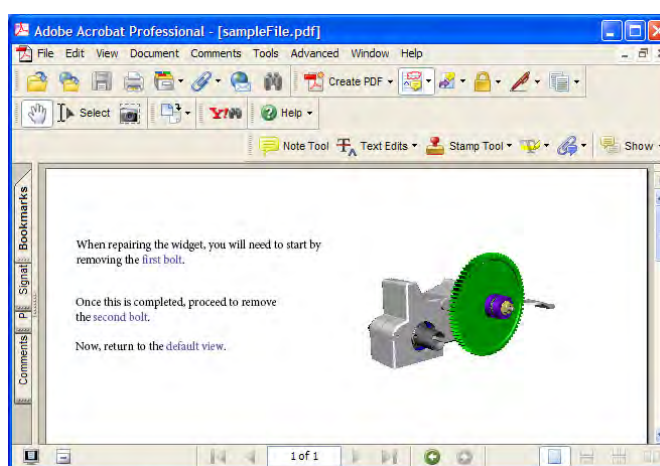 Adobe Acrobat Professional - [sampleFile.pdf]
File Edit View Document Comments Tools Advanced Window Help
Create PDF
Select Y! Help
Note Tool Text Edits Stamp Tool Show
Bookmarks
Signat
P
Comments
When repairing the widget, you will need to start by
removing the first bolt.
Once this is completed, proceed to remove
the second bolt.
Now, return to the default view.
1 of 1